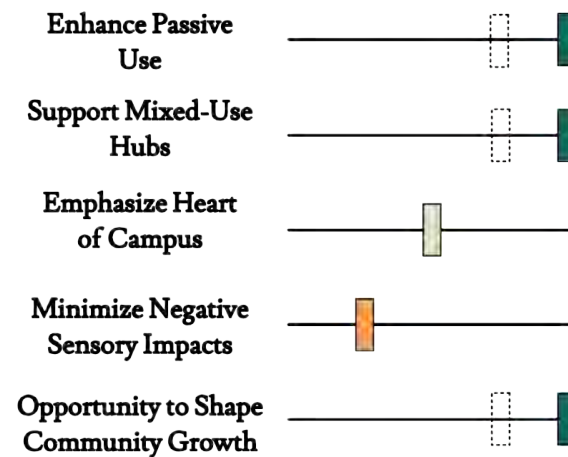 Enhance Passive
Use
Support Mixed-Use
Hubs
Emphasize Heart
of Campus
Minimize Negative
Sensory Impacts
Opportunity to Shape
Community Growth